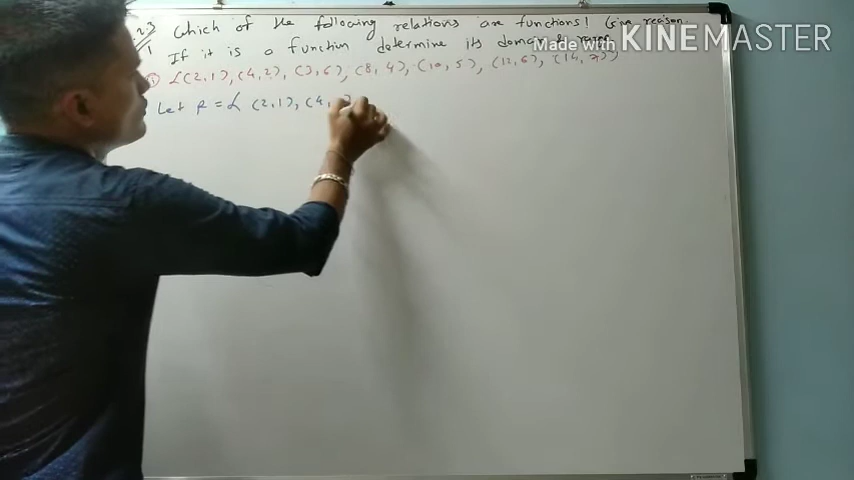 Which of the following relations are functions! Give reason.
If it is a function determine its domain & range
{(2,1), (4,2), (3,6), (8,4), (10,5), (12,6), (14,7)}
Let R = { (2,1), (4,
Made with KINEMASTER